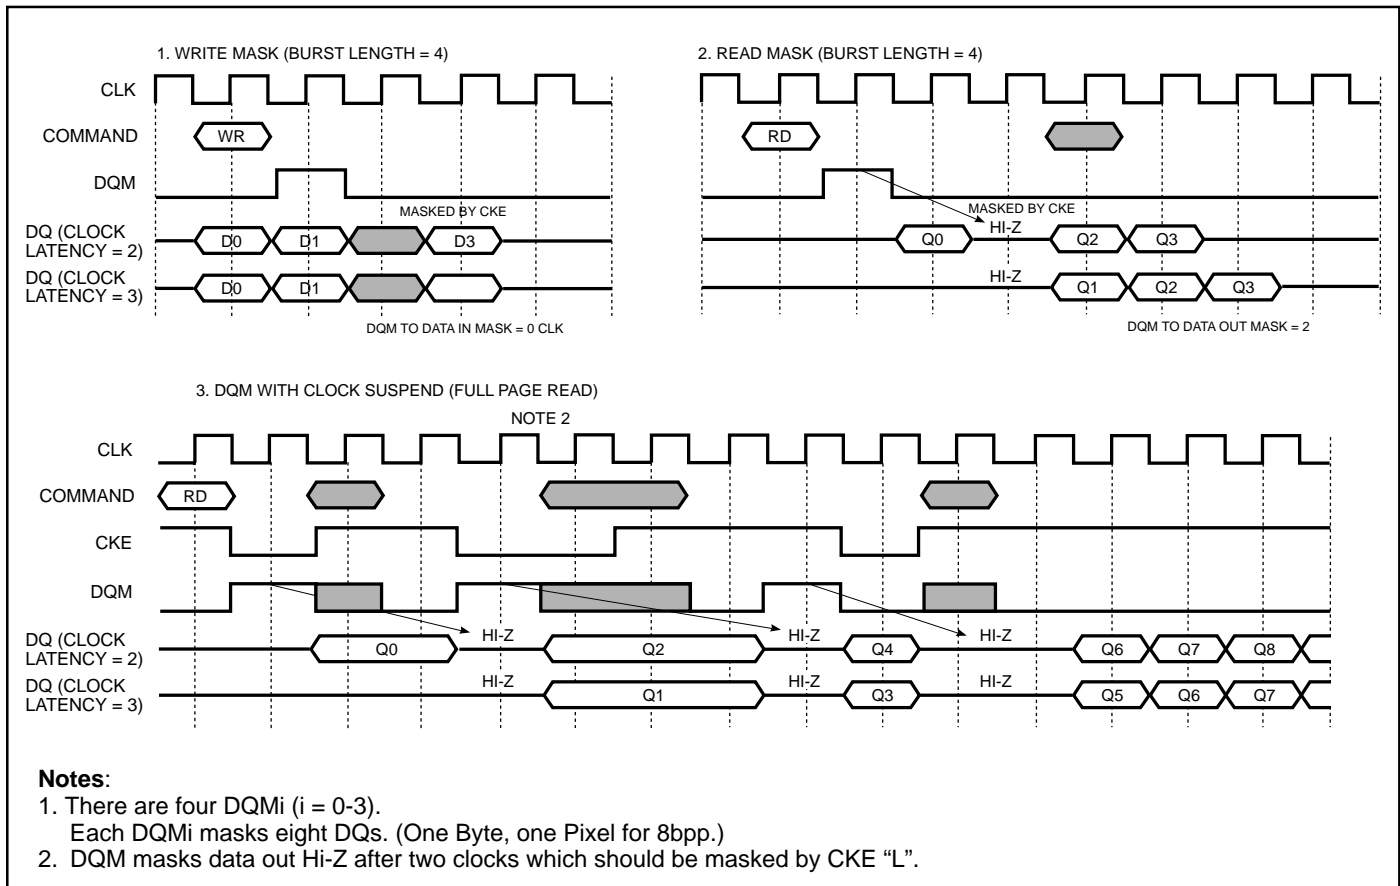 1. WRITE MASK (BURST LENGTH = 4)
CLK
COMMAND
WR
DQM
MASKED BY CKE
DQ (CLOCK
LATENCY = 2)
D0 D1 D3
DQ (CLOCK
LATENCY = 3)
D0 D1
DQM TO DATA IN MASK = 0 CLK
2. READ MASK (BURST LENGTH = 4)
RD
MASKED BY CKE
HI-Z
Q0 Q2 Q3
HI-Z
Q1 Q2 Q3
DQM TO DATA OUT MASK = 2
3. DQM WITH CLOCK SUSPEND (FULL PAGE READ)
NOTE 2
CLK
COMMAND
RD
CKE
DQM
HI-Z HI-Z HI-Z
DQ (CLOCK
LATENCY = 2)
Q0 Q2 Q4 Q6 Q7 Q8
HI-Z HI-Z HI-Z
DQ (CLOCK
LATENCY = 3)
Q1 Q3 Q5 Q6 Q7
Notes:
1. There are four DQMi (i = 0-3).
Each DQMi masks eight DQs. (One Byte, one Pixel for 8bpp.)
2. DQM masks data out Hi-Z after two clocks which should be masked by CKE “L”.